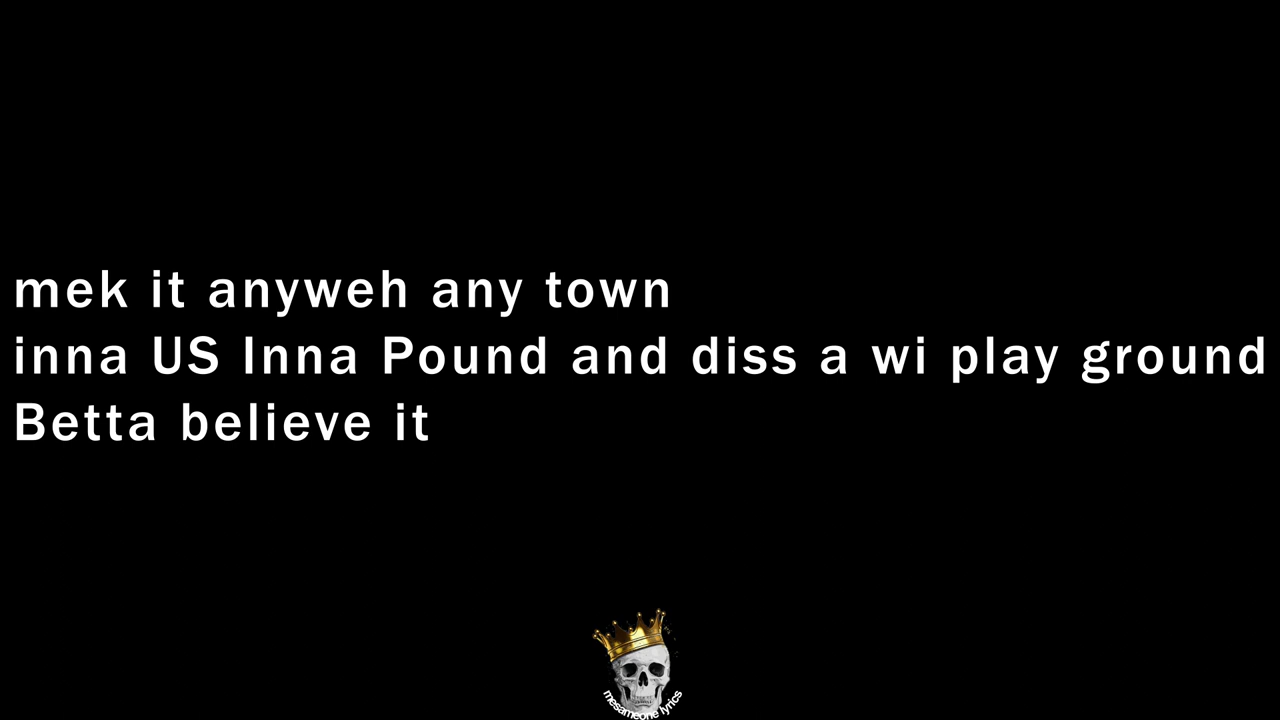 mek it anyweh any town
inna US Inna Pound and diss a wi play ground
Betta believe it
mesameone lyrics